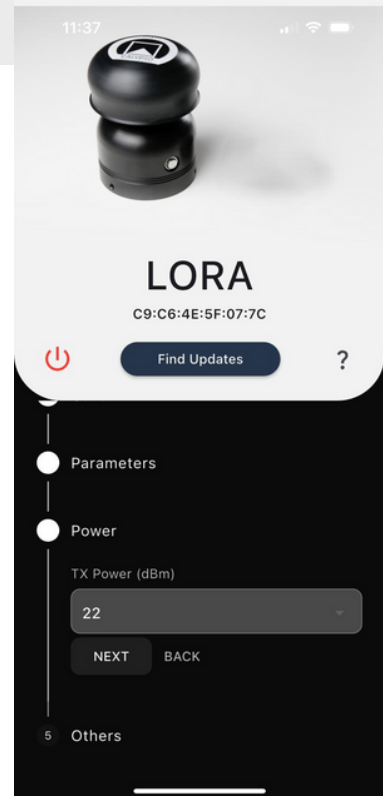 11:37
LORA
C9:C6:4E:5F:07:7C
Find Updates
?
Parameters
Power
TX Power (dBm)
22
NEXT BACK
5 Others